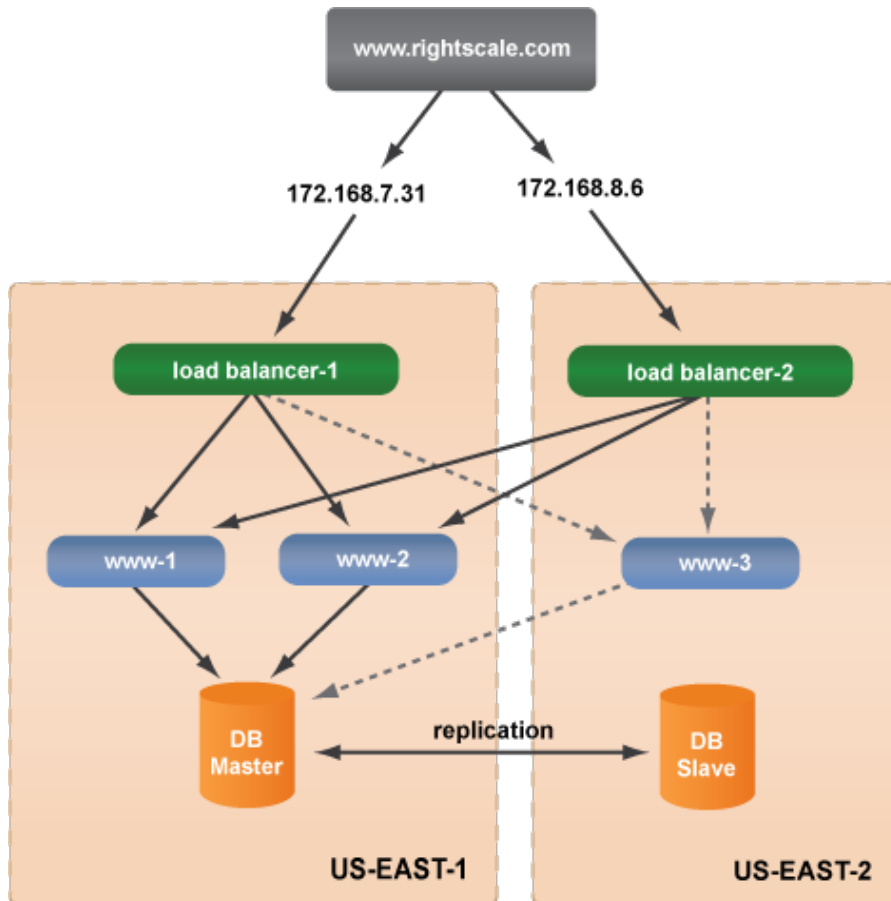 www.rightscale.com
172.168.7.31
172.168.8.6
load balancer-1
load balancer-2
www-1
www-2
www-3
replication
DB
Master
DB
Slave
US-EAST-1
US-EAST-2